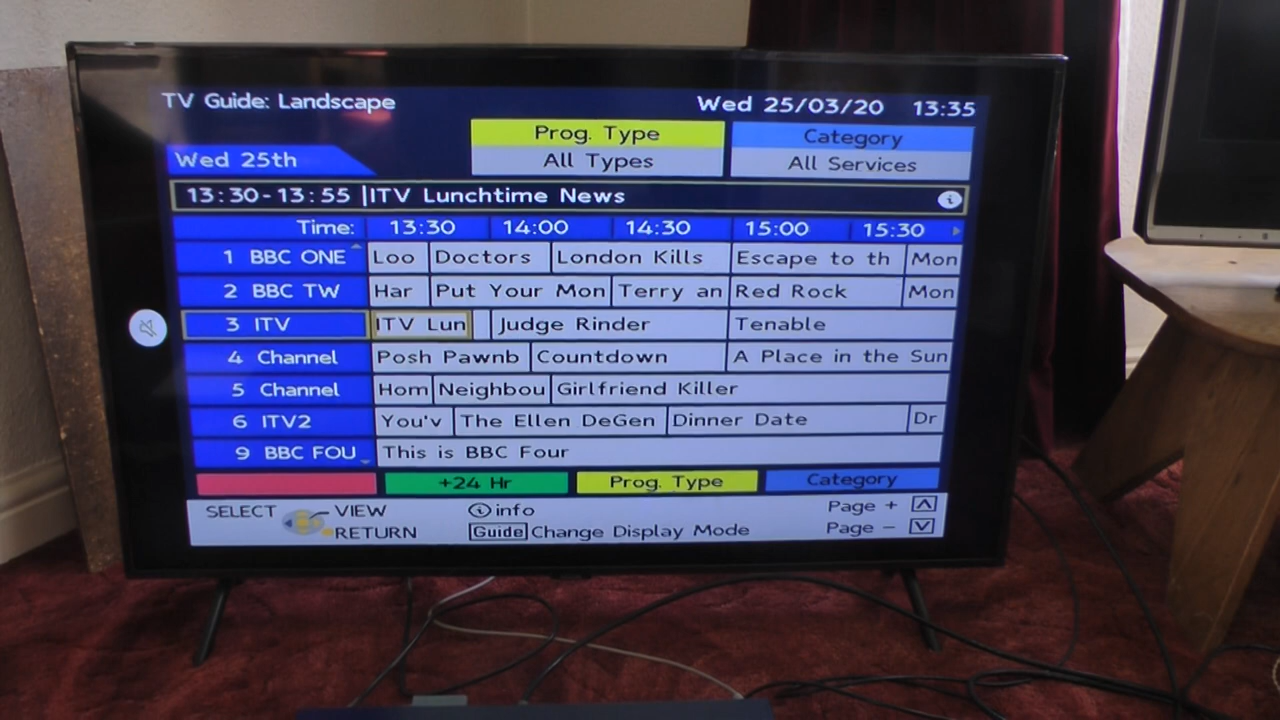 TV Guide: Landscape Wed 25/03/20 13:35
Prog. Type Category
Wed 25th All Types All Services
13:30-13:55 |ITV Lunchtime News i
Time: 13:30 14:00 14:30 15:00 15:30
1 BBC ONE Loo Doctors London Kills Escape to th Mon
2 BBC TW Har Put Your Mon Terry an Red Rock Mon
3 ITV ITV Lun Judge Rinder Tenable
4 Channel Posh Pawnb Countdown A Place in the Sun
5 Channel Hom Neighbou Girlfriend Killer
6 ITV2 You'v The Ellen DeGen Dinner Date Dr
9 BBC FOU This is BBC Four
+24 Hr Prog. Type Category
SELECT VIEW i info Page +
RETURN Guide Change Display Mode Page -